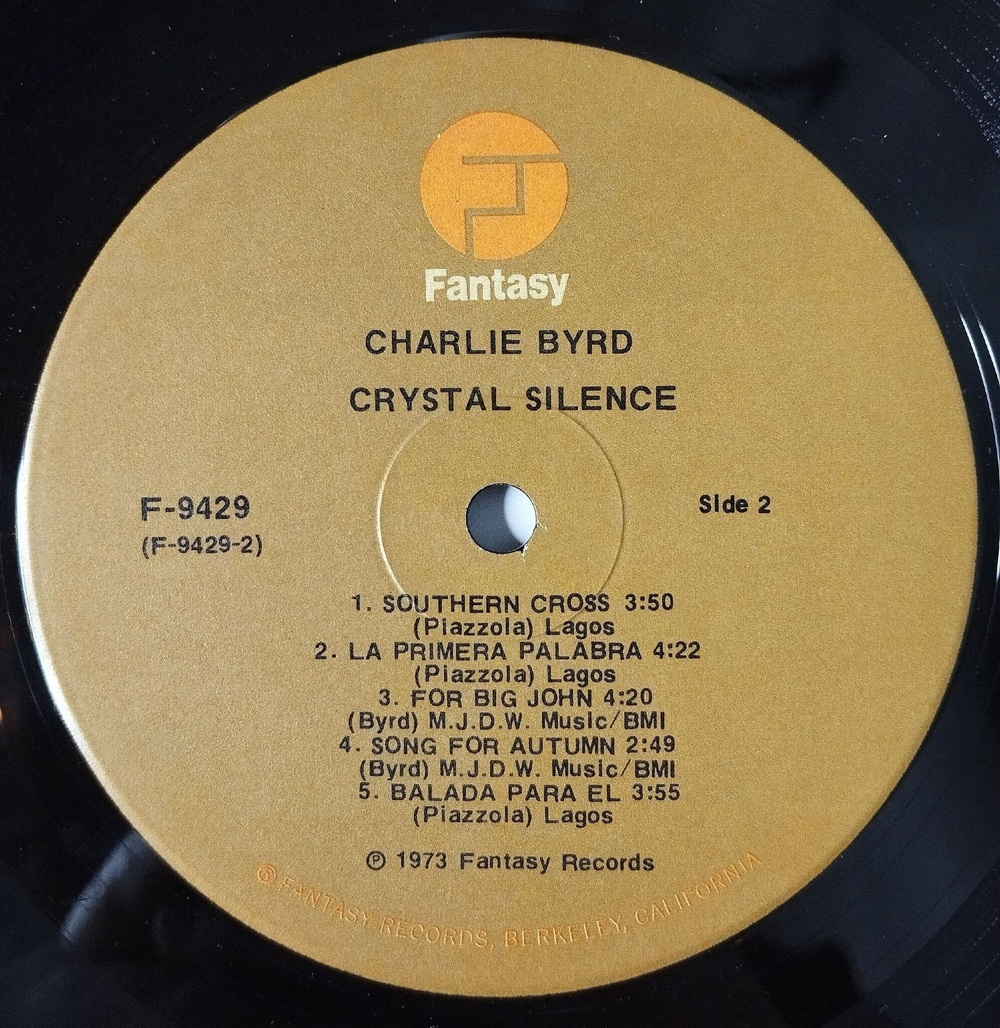 Fantasy
CHARLIE BYRD
CRYSTAL SILENCE
F-9429
(F-9429-2)
Side 2
1. SOUTHERN CROSS 3:50
(Piazzola) Lagos
2. LA PRIMERA PALABRA 4:22
(Piazzola) Lagos
3. FOR BIG JOHN 4:20
(Byrd) M.J.D.W. Music/BMI
4. SONG FOR AUTUMN 2:49
(Byrd) M.J.D.W. Music/BMI
5. BALADA PARA EL 3:55
(Piazzola) Lagos
℗ 1973 Fantasy Records
® FANTASY RECORDS, BERKELEY, CALIFORNIA